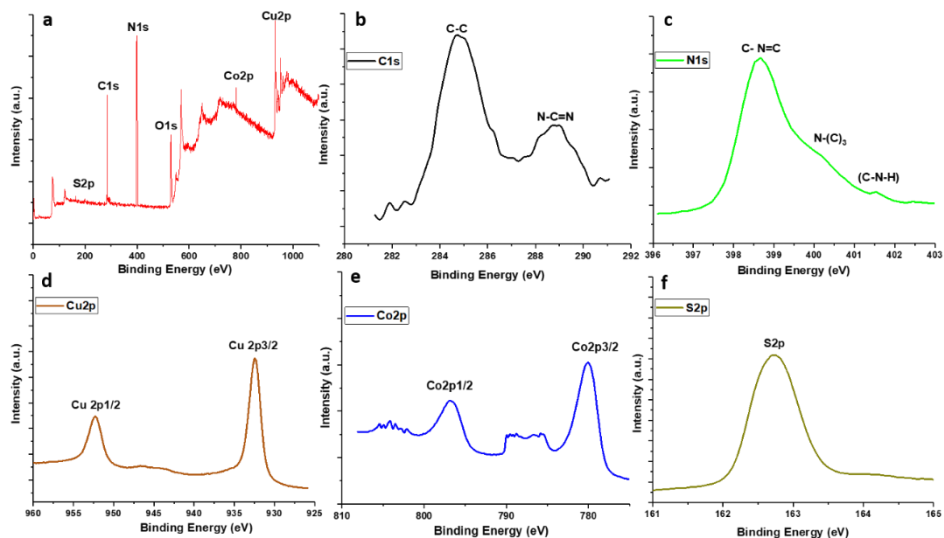 a
N1s
Cu2p
C1s
Co2p
O1s
S2p
Intensity (a.u.)
0 200 400 600 800 1000
Binding Energy (eV)
b
C-C
C1s
N-C=N
Intensity (a.u.)
280 282 284 286 288 290 292
Binding Energy (eV)
c
C- N=C
N1s
N-(C)3
(C-N-H)
Intensity (a.u.)
396 397 398 399 400 401 402 403
Binding Energy (eV)
d
Cu2p
Cu 2p3/2
Cu 2p1/2
Intensity (a.u.)
960 955 950 945 940 935 930 925
Binding Energy (eV)
e
Co2p
Co2p3/2
Co2p1/2
Intensity (a.u.)
808 800 790 780
Binding Energy (eV)
f
S2p
S2p
Intensity (a.u.)
161 162 163 164 165
Binding Energy (eV)